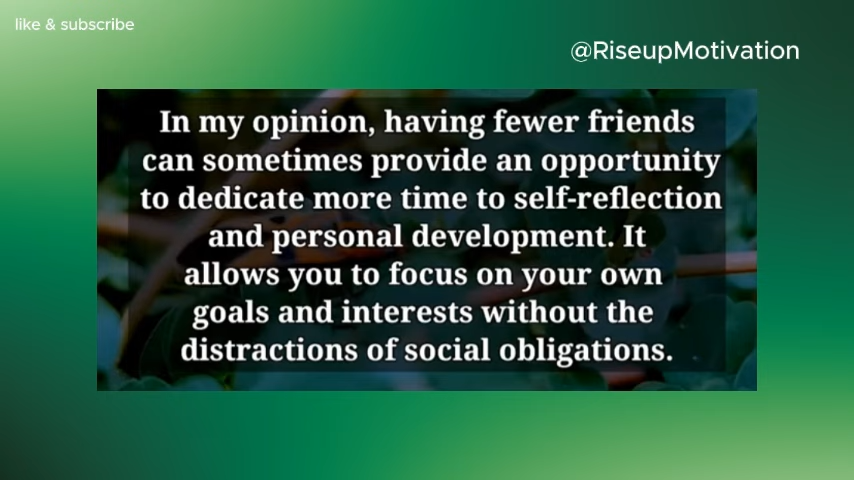 like & subscribe
@RiseupMotivation
In my opinion, having fewer friends
can sometimes provide an opportunity
to dedicate more time to self-reflection
and personal development. It
allows you to focus on your own
goals and interests without the
distractions of social obligations.